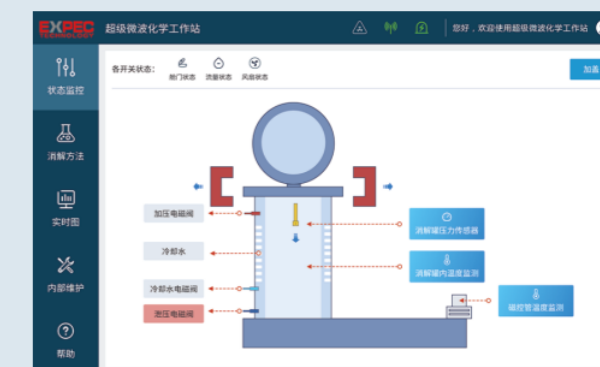 EXPEC
TECHNOLOGY
超级微波化学工作站
您好，欢迎使用超级微波化学工作站
状态监控
各开关状态：
舱门状态
流量状态
风扇状态
加盖
消解方法
实时图
内部维护
帮助
加压电磁阀
冷却水
冷却水电磁阀
泄压电磁阀
消解罐压力传感器
消解罐内温度监测
磁控管温度监测